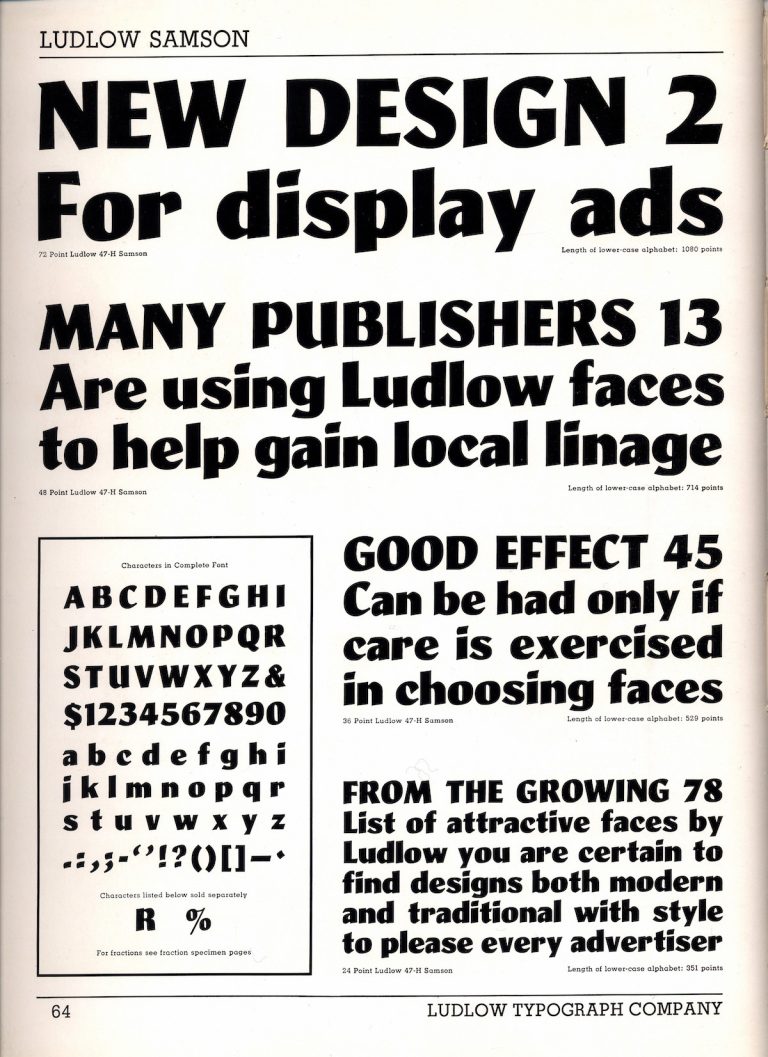 LUDLOW SAMSON
NEW DESIGN 2
For display ads
72 Point Ludlow 47-H Samson
Length of lower-case alphabet: 1080 points
MANY PUBLISHERS 13
Are using Ludlow faces
to help gain local linage
48 Point Ludlow 47-H Samson
Length of lower-case alphabet: 714 points
Characters in Complete Font
ABCDEFGHI
JKLMNOPQR
STUVWXYZ&
$1234567890
abcdefghi
jklmnopqr
stuvwxyz
.:,;-‘’!?()[]—·
Characters listed below sold separately
R %
For fractions see fraction specimen pages
GOOD EFFECT 45
Can be had only if
care is exercised
in choosing faces
36 Point Ludlow 47-H Samson
Length of lower-case alphabet: 529 points
FROM THE GROWING 78
List of attractive faces by
Ludlow you are certain to
find designs both modern
and traditional with style
to please every advertiser
24 Point Ludlow 47-H Samson
Length of lower-case alphabet: 351 points
64
LUDLOW TYPOGRAPH COMPANY